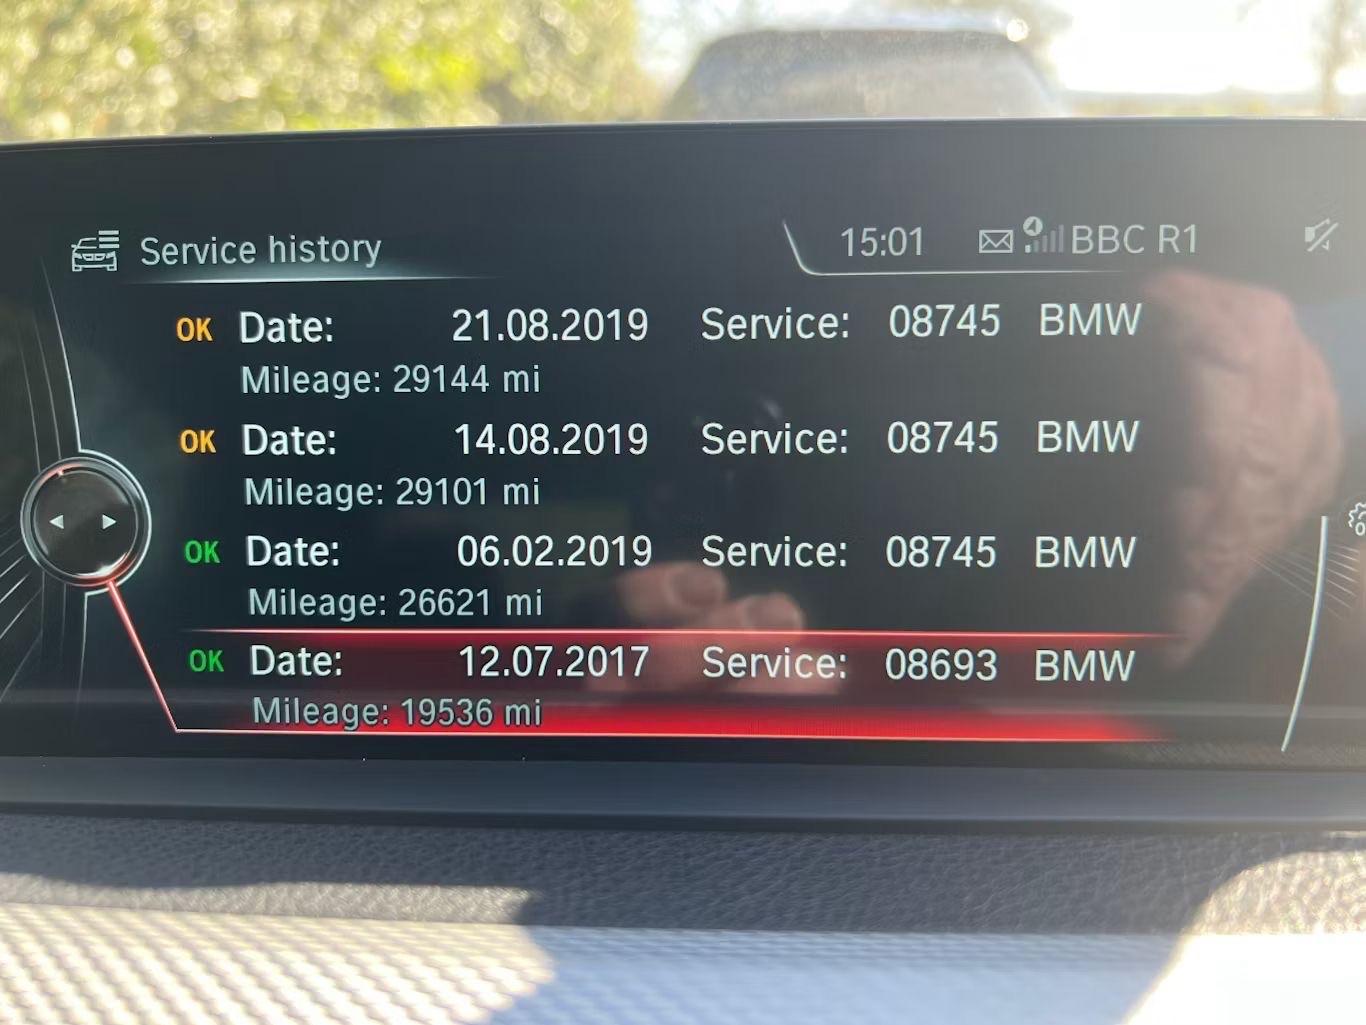 Service history 15:01 BBC R1
OK Date: 21.08.2019 Service: 08745 BMW
Mileage: 29144 mi
OK Date: 14.08.2019 Service: 08745 BMW
Mileage: 29101 mi
OK Date: 06.02.2019 Service: 08745 BMW
Mileage: 26621 mi
OK Date: 12.07.2017 Service: 08693 BMW
Mileage: 19536 mi